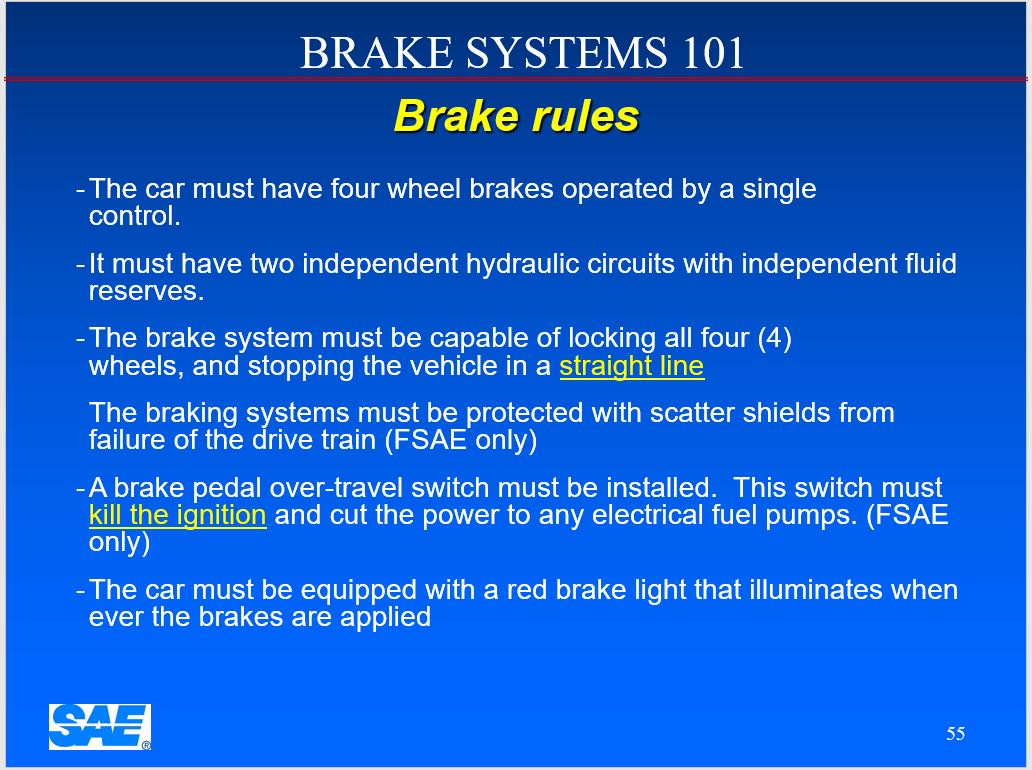 BRAKE SYSTEMS 101
Brake rules
- The car must have four wheel brakes operated by a single
control.
- It must have two independent hydraulic circuits with independent fluid
reserves.
- The brake system must be capable of locking all four (4)
wheels, and stopping the vehicle in a straight line
The braking systems must be protected with scatter shields from
failure of the drive train (FSAE only)
- A brake pedal over-travel switch must be installed.  This switch must
kill the ignition and cut the power to any electrical fuel pumps. (FSAE
only)
- The car must be equipped with a red brake light that illuminates when
ever the brakes are applied
SAE®
55